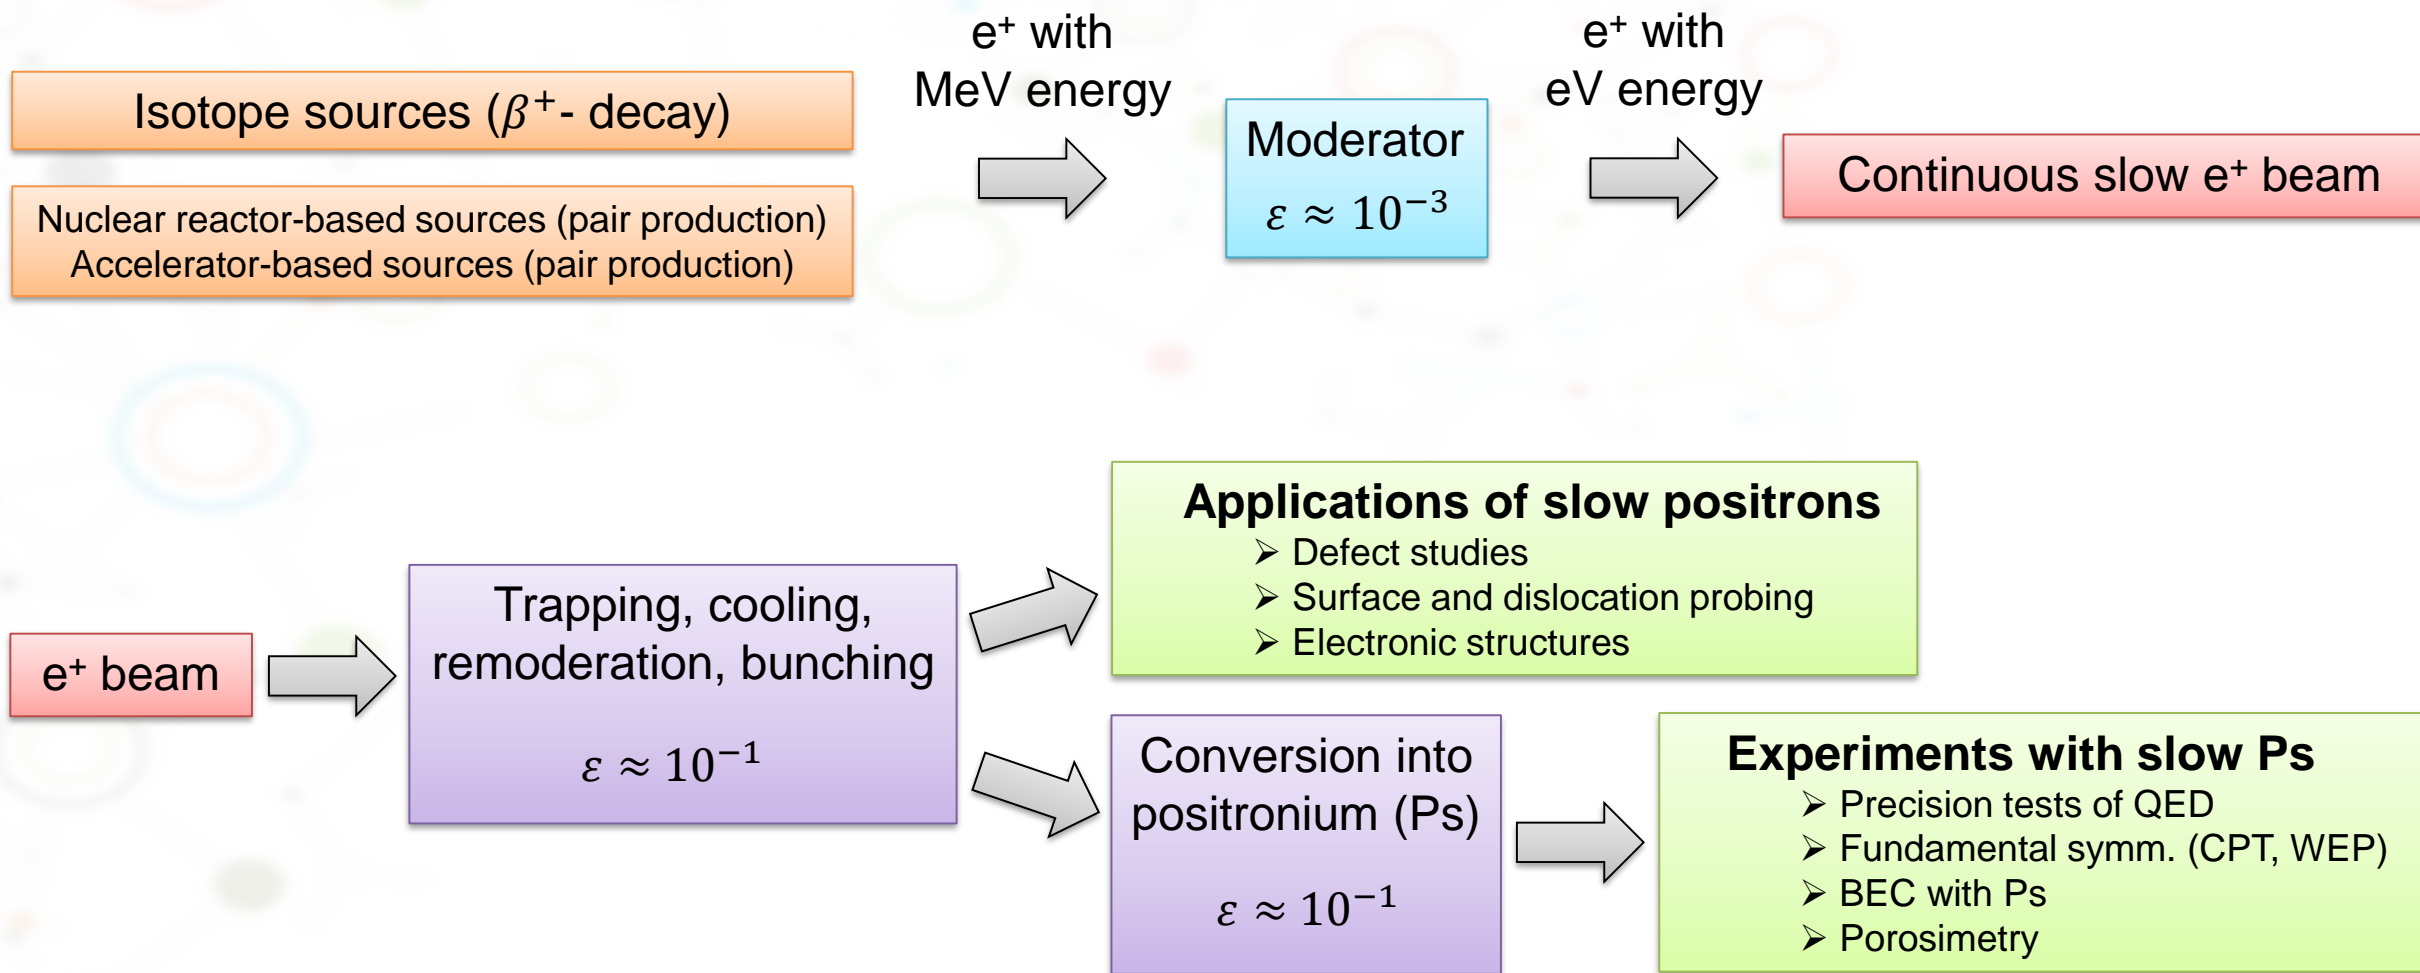 e⁺ with
MeV energy
e⁺ with
eV energy
Isotope sources (β⁺- decay)
Nuclear reactor-based sources (pair production)
Accelerator-based sources (pair production)
Moderator
ε ≈ 10⁻³
Continuous slow e⁺ beam
Applications of slow positrons
➢ Defect studies
➢ Surface and dislocation probing
➢ Electronic structures
e⁺ beam
Trapping, cooling,
remoderation, bunching
ε ≈ 10⁻¹
Conversion into
positronium (Ps)
ε ≈ 10⁻¹
Experiments with slow Ps
➢ Precision tests of QED
➢ Fundamental symm. (CPT, WEP)
➢ BEC with Ps
➢ Porosimetry